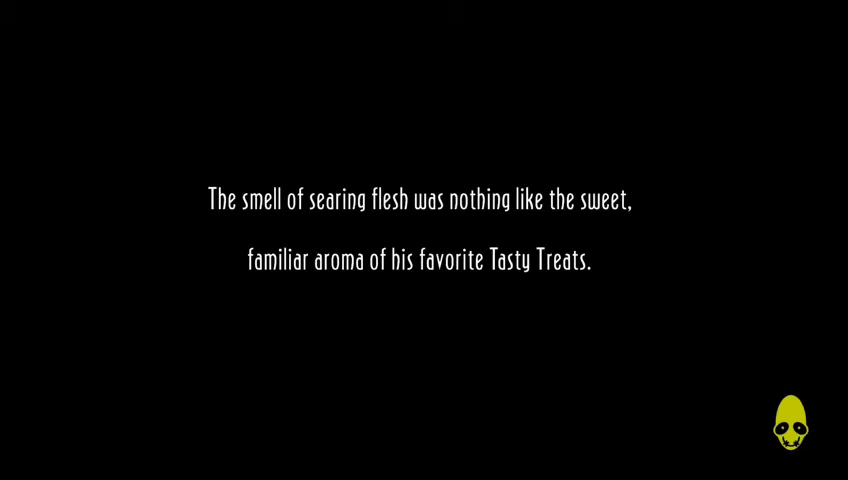 The smell of searing flesh was nothing like the sweet,
familiar aroma of his favorite Tasty Treats.